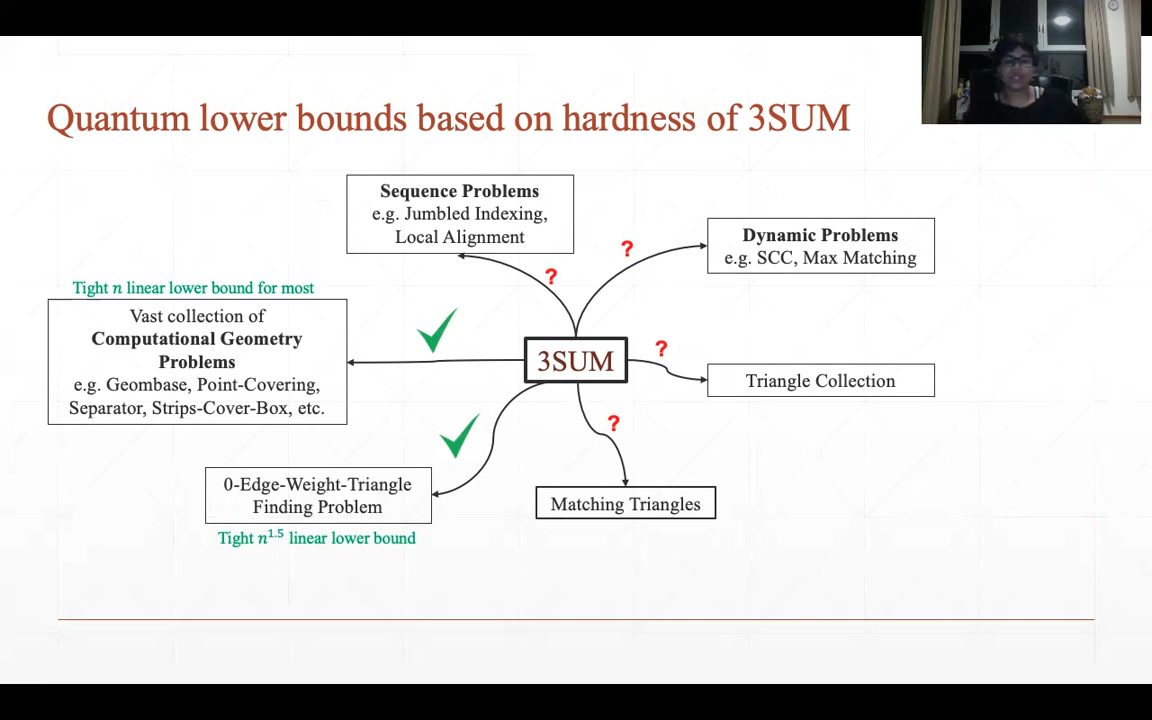 Quantum lower bounds based on hardness of 3SUM
Sequence Problems
e.g. Jumbled Indexing,
Local Alignment
?
?
Dynamic Problems
e.g. SCC, Max Matching
Tight n linear lower bound for most
Vast collection of
Computational Geometry
Problems
e.g. Geombase, Point-Covering,
Separator, Strips-Cover-Box, etc.
3SUM
?
Triangle Collection
?
0-Edge-Weight-Triangle
Finding Problem
Tight n^1.5 linear lower bound
Matching Triangles